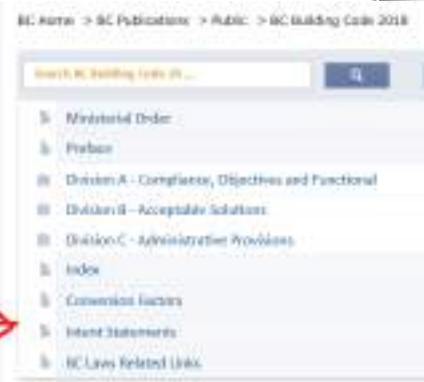 BC Home > BC Publications > Public > BC Building Code 2018
Search BC Building Code 20 ...
Ministerial Order
Preface
Division A - Compliance, Objectives and Functional
Division B - Acceptable Solutions
Division C - Administrative Provisions
Index
Conversion Factors
Intent Statements
BC Laws Related Links